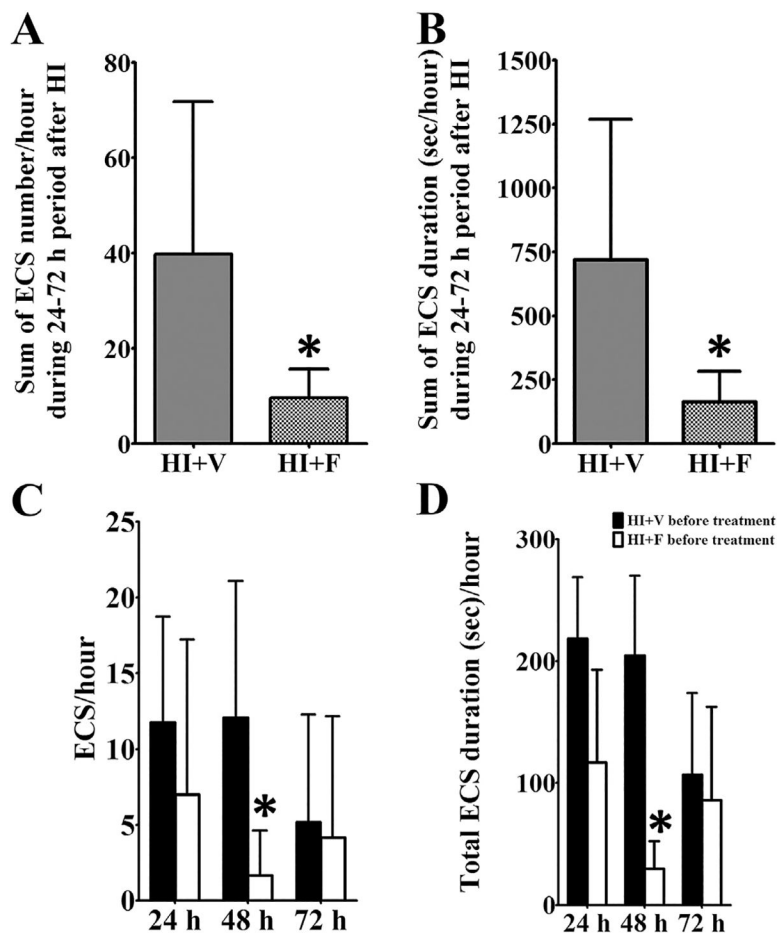 A
Sum of ECS number/hour
during 24-72 h period after HI
80
60
40
20
0
*
HI+V
HI+F
B
Sum of ECS duration (sec/hour)
during 24-72 h period after HI
1500
1250
1000
750
500
250
0
*
HI+V
HI+F
C
ECS/hour
25
20
15
10
5
0
*
24 h
48 h
72 h
D
HI+V before treatment
HI+F before treatment
Total ECS duration (sec)/hour
300
200
100
0
*
24 h
48 h
72 h